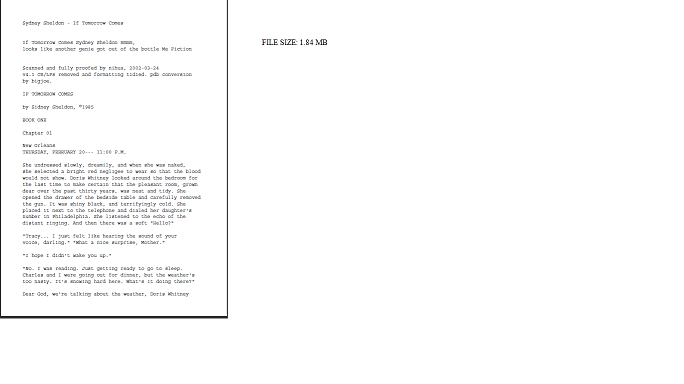 Sydney Sheldon - If Tomorrow Comes
If Tomorrow Comes Sydney Sheldon
looks like another genie got out of the bottle Me Fiction
Scanned and fully proofed by nihua, 2002-03-24
v4.1 CR/LFs removed and formatting tidied. pdb conversion
by bigjoe.
IF TOMORROW COMES
by Sidney Sheldon, ©1985
BOOK ONE
Chapter 01
New Orleans
THURSDAY, FEBRUARY 20--- 11:00 P.M.
She undressed slowly, dreamily, and when she was naked,
she selected a bright red negligee to wear so that the blood
would not show. Doris Whitney looked around the bedroom for
the last time to make certain that the pleasant room, grown
dear over the past thirty years, was neat and tidy. She
opened the drawer of the bedside table and carefully removed
the gun. It was shiny black, and terrifyingly cold. She
placed it next to the telephone and dialed her daughter's
number in Philadelphia. She listened to the echo of the
distant ringing. And then there was a soft "Hello?"
"Tracy... I just felt like hearing the sound of your
voice, darling." "What a nice surprise, Mother."
"I hope I didn't wake you up."
"No. I was reading. Just getting ready to go to sleep.
Charles and I were going out for dinner, but the weather's
too nasty. It's snowing hard here. What's it doing there?"
Dear God, we're talking about the weather, Doris Whitney
FILE SIZE: 1.84 MB